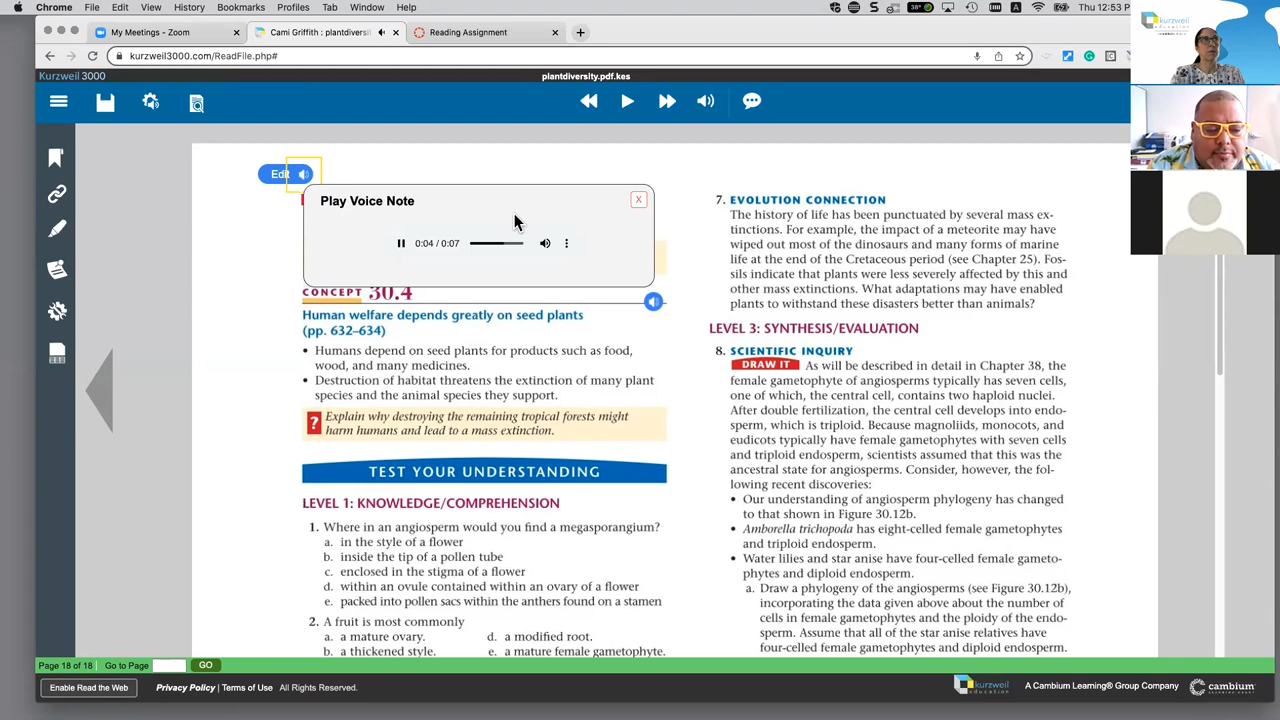 Chrome File Edit View History Bookmarks Profiles Tab Window Help
38°
A
Thu 12:53 P
My Meetings - Zoom
Cami Griffith : plantdiversity
Reading Assignment
kurzweil3000.com/ReadFile.php#
Kurzweil 3000
plantdiversity.pdf.kes
kurzweil
education
Edit
Play Voice Note
X
0:04 / 0:07
CONCEPT 30.4
Human welfare depends greatly on seed plants
(pp. 632–634)
• Humans depend on seed plants for products such as food,
wood, and many medicines.
• Destruction of habitat threatens the extinction of many plant
species and the animal species they support.
? Explain why destroying the remaining tropical forests might
harm humans and lead to a mass extinction.
TEST YOUR UNDERSTANDING
LEVEL 1: KNOWLEDGE/COMPREHENSION
1. Where in an angiosperm would you find a megasporangium?
a. in the style of a flower
b. inside the tip of a pollen tube
c. enclosed in the stigma of a flower
d. within an ovule contained within an ovary of a flower
e. packed into pollen sacs within the anthers found on a stamen
2. A fruit is most commonly
a. a mature ovary. d. a modified root.
b. a thickened style. e. a mature female gametophyte.
7. EVOLUTION CONNECTION
The history of life has been punctuated by several mass ex-
tinctions. For example, the impact of a meteorite may have
wiped out most of the dinosaurs and many forms of marine
life at the end of the Cretaceous period (see Chapter 25). Fos-
sils indicate that plants were less severely affected by this and
other mass extinctions. What adaptations may have enabled
plants to withstand these disasters better than animals?
LEVEL 3: SYNTHESIS/EVALUATION
8. SCIENTIFIC INQUIRY
DRAW IT As will be described in detail in Chapter 38, the
female gametophyte of angiosperms typically has seven cells,
one of which, the central cell, contains two haploid nuclei.
After double fertilization, the central cell develops into endo-
sperm, which is triploid. Because magnoliids, monocots, and
eudicots typically have female gametophytes with seven cells
and triploid endosperm, scientists assumed that this was the
ancestral state for angiosperms. Consider, however, the fol-
lowing recent discoveries:
• Our understanding of angiosperm phylogeny has changed
to that shown in Figure 30.12b.
• Amborella trichopoda has eight-celled female gametophytes
and triploid endosperm.
• Water lilies and star anise have four-celled female gameto-
phytes and diploid endosperm.
a. Draw a phylogeny of the angiosperms (see Figure 30.12b),
incorporating the data given above about the number of
cells in female gametophytes and the ploidy of the endo-
sperm. Assume that all of the star anise relatives have
four-celled female gametophytes and diploid endosperm.
Page 18 of 18 Go to Page GO
Enable Read the Web
Privacy Policy | Terms of Use All Rights Reserved.
kurzweil
education
A Cambium Learning® Group Company
cambium